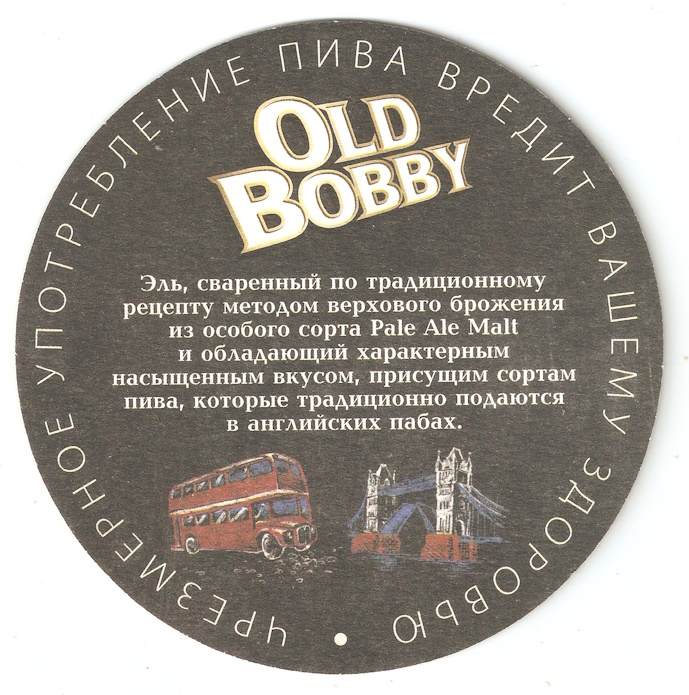 ЧРЕЗМЕРНОЕ УПОТРЕБЛЕНИЕ ПИВА ВРЕДИТ ВАШЕМУ ЗДОРОВЬЮ
OLD
BOBBY
Эль, сваренный по традиционному
рецепту методом верхового брожения
из особого сорта Pale Ale Malt
и обладающий характерным
насыщенным вкусом, присущим сортам
пива, которые традиционно подаются
в английских пабах.